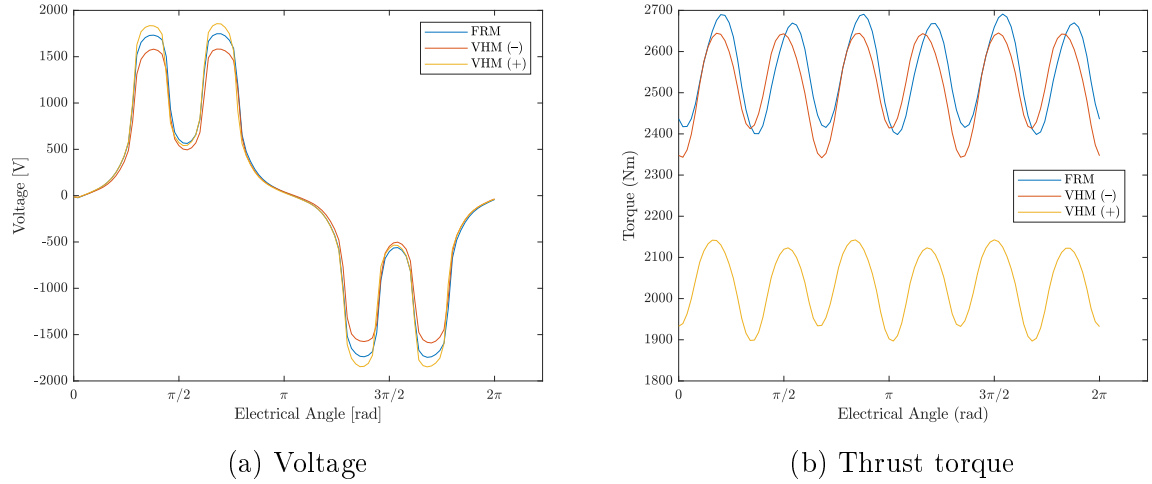 2000
1500
1000
500
0
-500
-1000
-1500
-2000
Voltage [V]
0
π/2
π
3π/2
2π
Electrical Angle [rad]
FRM
VHM (–)
VHM (+)
(a) Voltage
2700
2600
2500
2400
2300
2200
2100
2000
1900
1800
Torque (Nm)
0
π/2
π
3π/2
2π
Electrical Angle (rad)
FRM
VHM (–)
VHM (+)
(b) Thrust torque